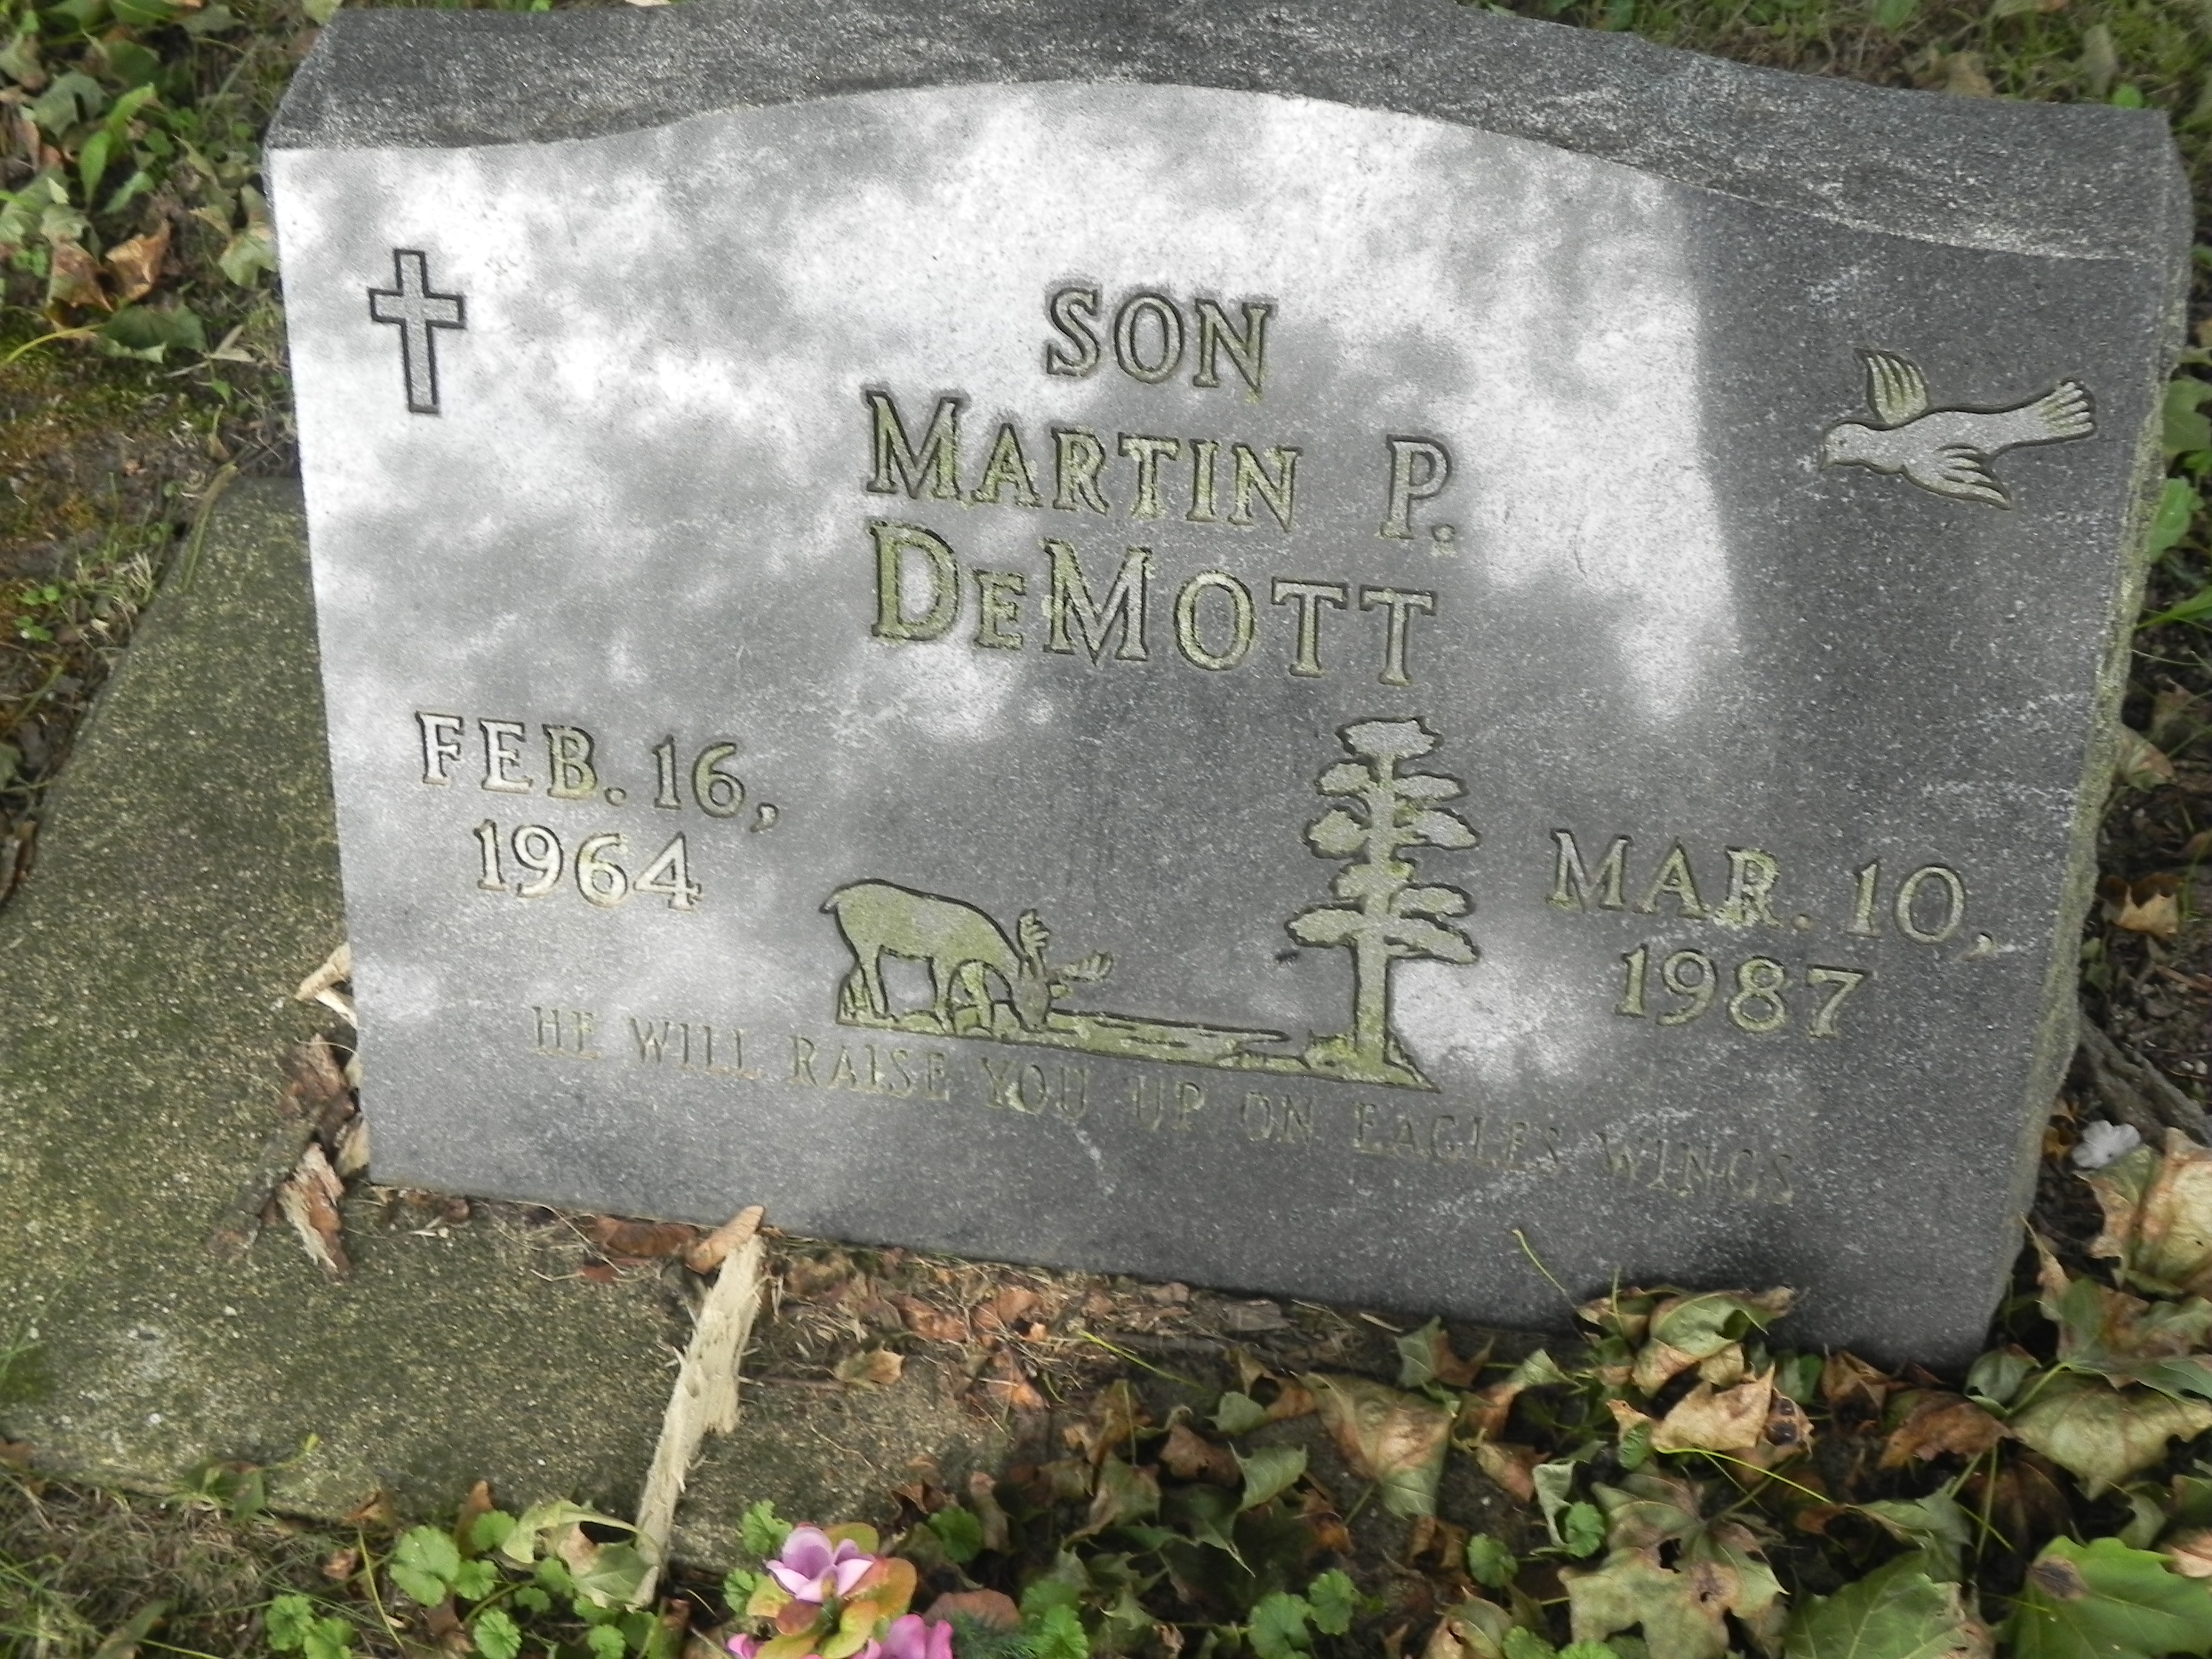 SON
MARTIN P.
DEMOTT
FEB. 16,
1964
MAR. 10,
1987
HE WILL RAISE YOU UP ON EAGLES WINGS